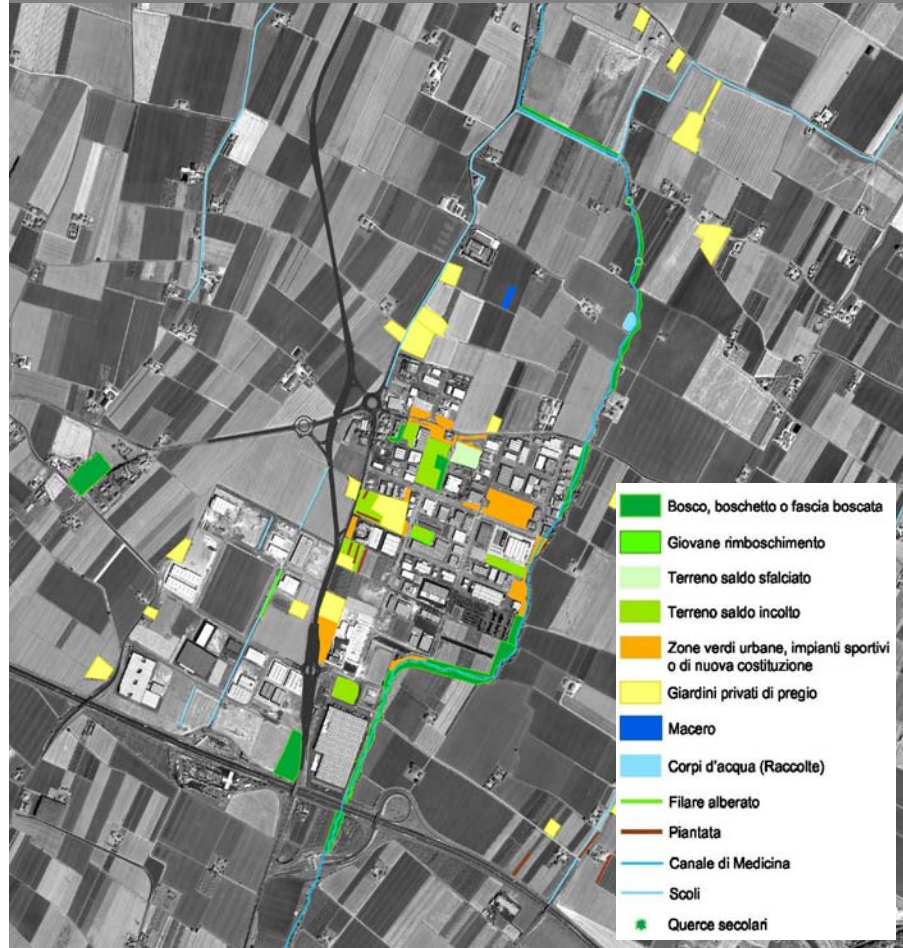 Bosco, boschetto o fascia boscata
Giovane rimboschimento
Terreno saldo sfalciato
Terreno saldo incolto
Zone verdi urbane, impianti sportivi
o di nuova costituzione
Giardini privati di pregio
Macero
Corpi d'acqua (Raccolte)
Filare alberato
Piantata
Canale di Medicina
Scoli
Querce secolari